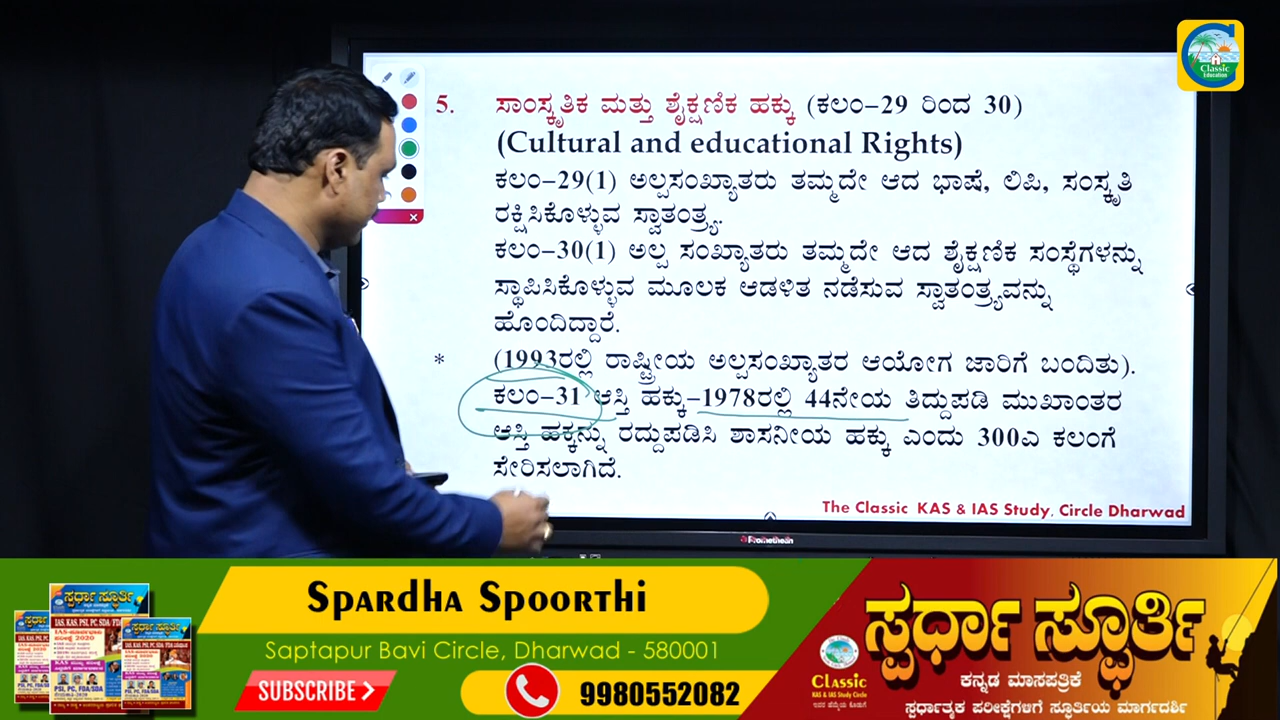 Classic
Education
5. ಸಾಂಸ್ಕೃತಿಕ ಮತ್ತು ಶೈಕ್ಷಣಿಕ ಹಕ್ಕು (ಕಲಂ-29 ರಿಂದ 30)
(Cultural and educational Rights)
ಕಲಂ-29(1) ಅಲ್ಪಸಂಖ್ಯಾತರು ತಮ್ಮದೇ ಆದ ಭಾಷೆ, ಲಿಪಿ, ಸಂಸ್ಕೃತಿ
ರಕ್ಷಿಸಿಕೊಳ್ಳುವ ಸ್ವಾತಂತ್ರ್ಯ.
ಕಲಂ-30(1) ಅಲ್ಪ ಸಂಖ್ಯಾತರು ತಮ್ಮದೇ ಆದ ಶೈಕ್ಷಣಿಕ ಸಂಸ್ಥೆಗಳನ್ನು
ಸ್ಥಾಪಿಸಿಕೊಳ್ಳುವ ಮೂಲಕ ಆಡಳಿತ ನಡೆಸುವ ಸ್ವಾತಂತ್ರ್ಯವನ್ನು
ಹೊಂದಿದ್ದಾರೆ.
* (1993ರಲ್ಲಿ ರಾಷ್ಟ್ರೀಯ ಅಲ್ಪಸಂಖ್ಯಾತರ ಆಯೋಗ ಜಾರಿಗೆ ಬಂದಿತು).
ಕಲಂ-31 ಆಸ್ತಿ ಹಕ್ಕು-1978ರಲ್ಲಿ 44ನೇಯ ತಿದ್ದುಪಡಿ ಮುಖಾಂತರ
ಆಸ್ತಿ ಹಕ್ಕನ್ನು ರದ್ದುಪಡಿಸಿ ಶಾಸನೀಯ ಹಕ್ಕು ಎಂದು 300ಎ ಕಲಂಗೆ
ಸೇರಿಸಲಾಗಿದೆ.
The Classic KAS & IAS Study, Circle Dharwad
Promethean
ಸ್ಪರ್ಧಾ ಸ್ಫೂರ್ತಿ
Spardha Spoorthi
Saptapur Bavi Circle, Dharwad - 580001
SUBSCRIBE
9980552082
ಸ್ಪರ್ಧಾ ಸ್ಫೂರ್ತಿ
Classic
KAS & IAS Study Circle
ಕನ್ನಡ ಮಾಸಪತ್ರಿಕೆ
ಸ್ಪರ್ಧಾತ್ಮಕ ಪರೀಕ್ಷೆಗಳಿಗೆ ಸ್ಫೂರ್ತಿಯ ಮಾರ್ಗದರ್ಶಿ